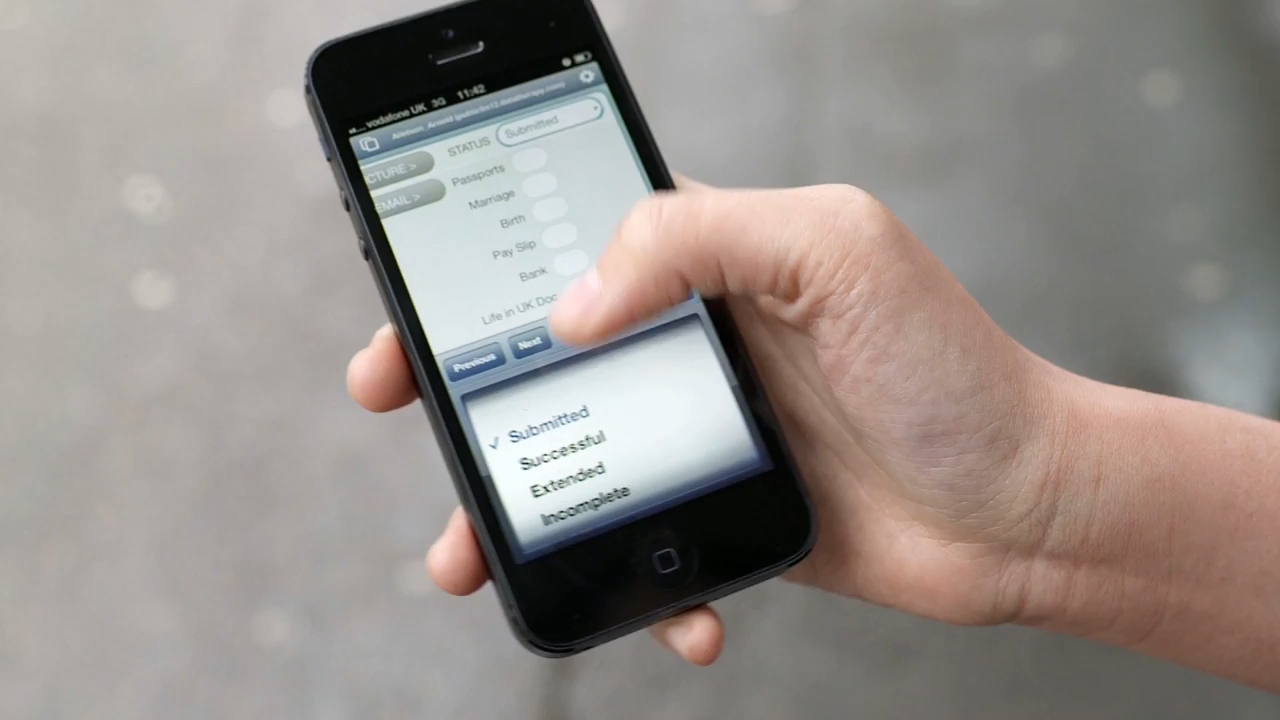 vodafone UK 3G 11:42
CTURE >
EMAIL >
STATUS Submitted
Passports
Marriage
Birth
Pay Slip
Bank
Life in UK Doc
Previous Next
✓ Submitted
Successful
Extended
Incomplete